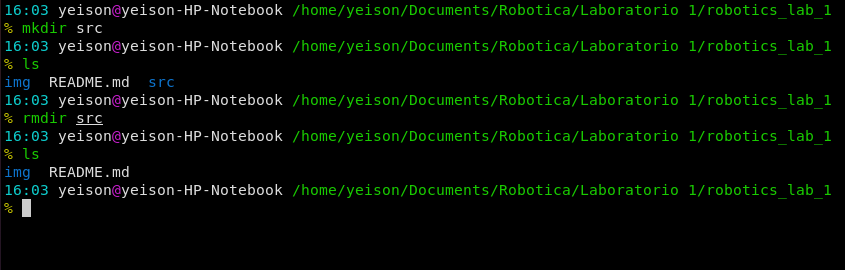 16:03 yeison@yeison-HP-Notebook /home/yeison/Documents/Robotica/Laboratorio 1/robotics_lab_1
% mkdir src
16:03 yeison@yeison-HP-Notebook /home/yeison/Documents/Robotica/Laboratorio 1/robotics_lab_1
% ls
img  README.md  src
16:03 yeison@yeison-HP-Notebook /home/yeison/Documents/Robotica/Laboratorio 1/robotics_lab_1
% rmdir src
16:03 yeison@yeison-HP-Notebook /home/yeison/Documents/Robotica/Laboratorio 1/robotics_lab_1
% ls
img  README.md
16:03 yeison@yeison-HP-Notebook /home/yeison/Documents/Robotica/Laboratorio 1/robotics_lab_1
%